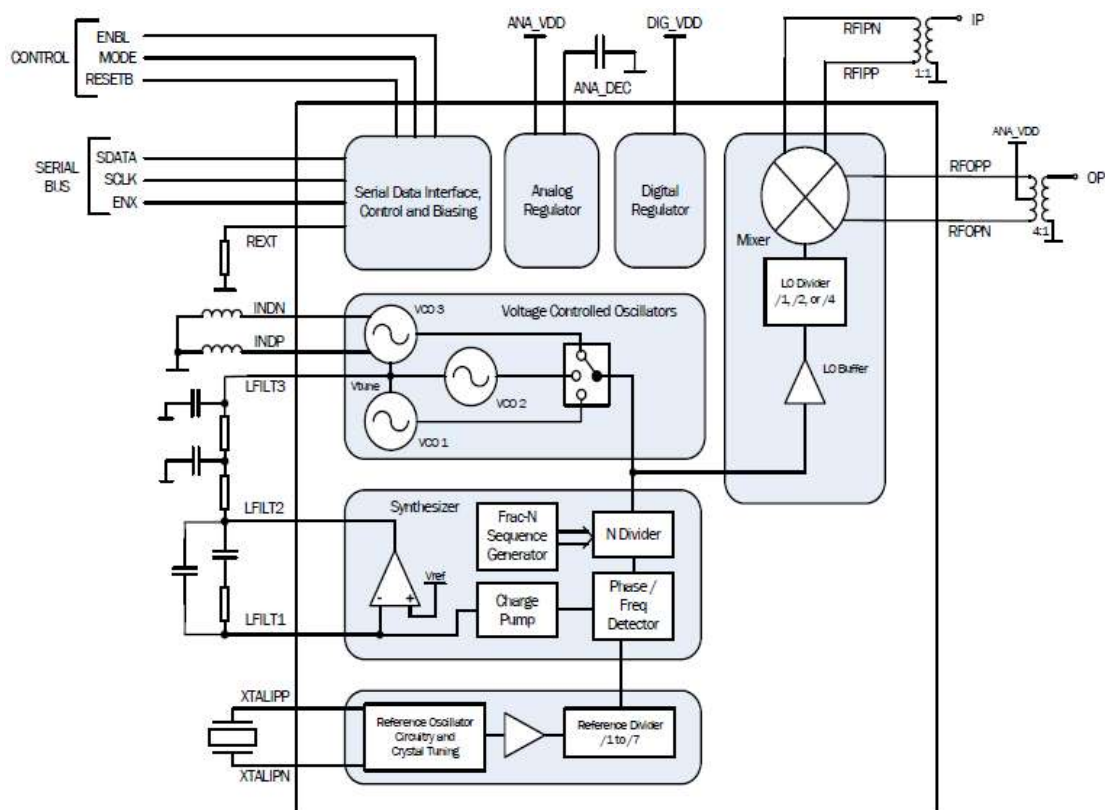 ANA_VDD
DIG_VDD
IP
CONTROL
ENBL
MODE
RESETB
RFIPN
RFIPP
1:1
ANA_DEC
SERIAL
BUS
SDATA
SCLK
ENX
REXT
Serial Data Interface,
Control and Biasing
Analog
Regulator
Digital
Regulator
Mixer
ANA_VDD
RFOPP
OP
RFOPN
4:1
LO Divider
/1, /2, or /4
LO Buffer
INDN
INDP
LFILT3
VCO 3
Voltage Controlled Oscillators
Vtune
VCO 2
VCO 1
LFILT2
Synthesizer
Frac-N
Sequence
Generator
N Divider
Vref
-
+
Charge
Pump
Phase /
Freq
Detector
LFILT1
XTALIPP
XTALIPN
Reference Oscillator
Circuitry and
Crystal Tuning
Reference Divider
/1 to /7